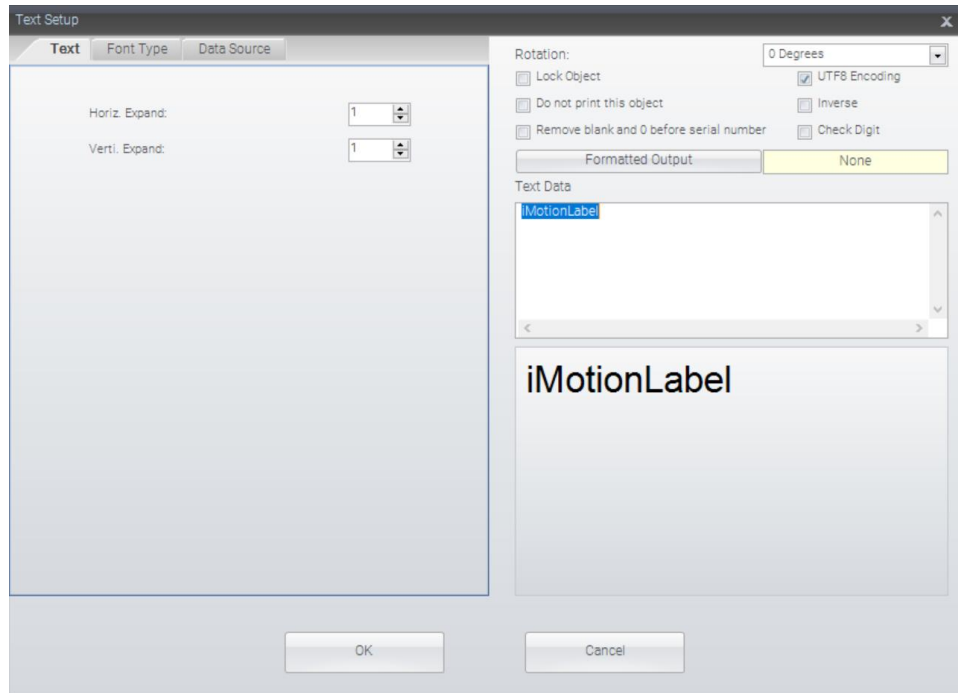 Text Setup
x
Text
Font Type
Data Source
Horiz. Expand:
1
Verti. Expand:
1
Rotation:
0 Degrees
Lock Object
UTF8 Encoding
Do not print this object
Inverse
Remove blank and 0 before serial number
Check Digit
Formatted Output
None
Text Data
iMotionLabel
iMotionLabel
OK
Cancel